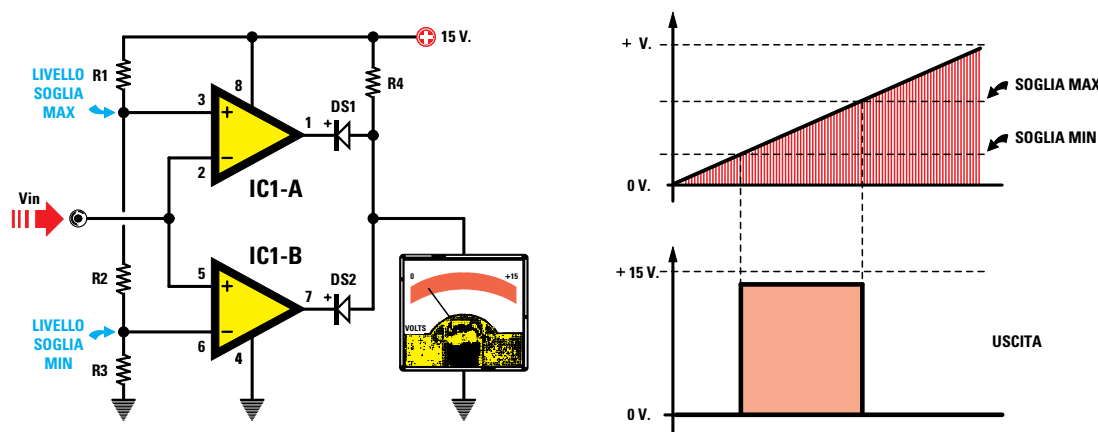 15 V.
R1
R4
LIVELLO
SOGLIA
MAX
3
8
+
1
DS1
+
−
2
IC1-A
Vin
IC1-B
R2
5
+
7
DS2
+
−
6
4
LIVELLO
SOGLIA
MIN
R3
0
+15
VOLTS
+ V.
SOGLIA MAX
SOGLIA MIN
0 V.
+ 15 V.
USCITA
0 V.